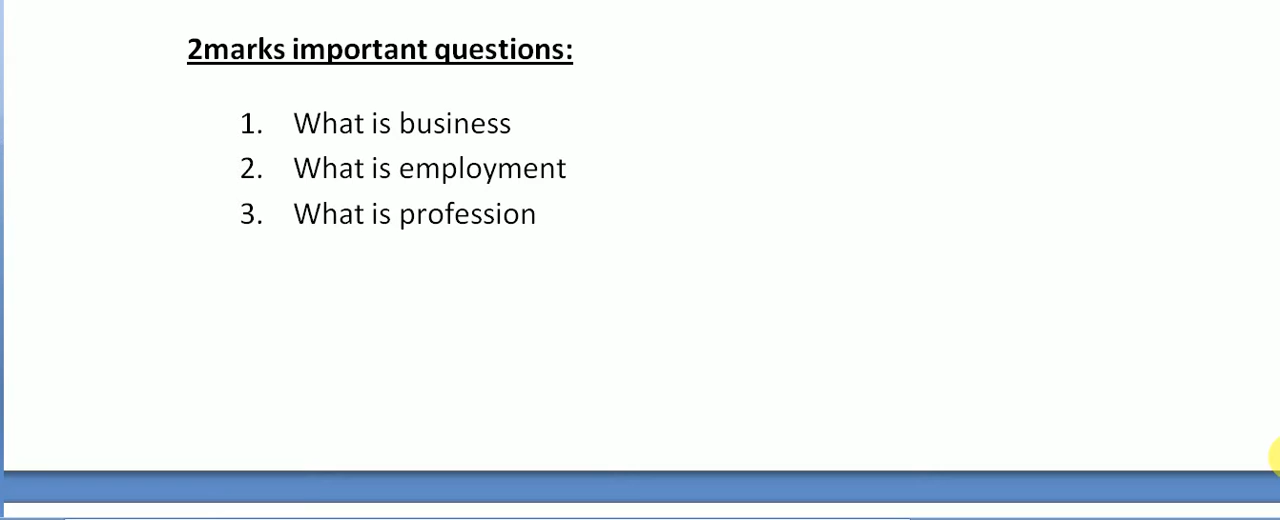 2marks important questions:
1. What is business
2. What is employment
3. What is profession